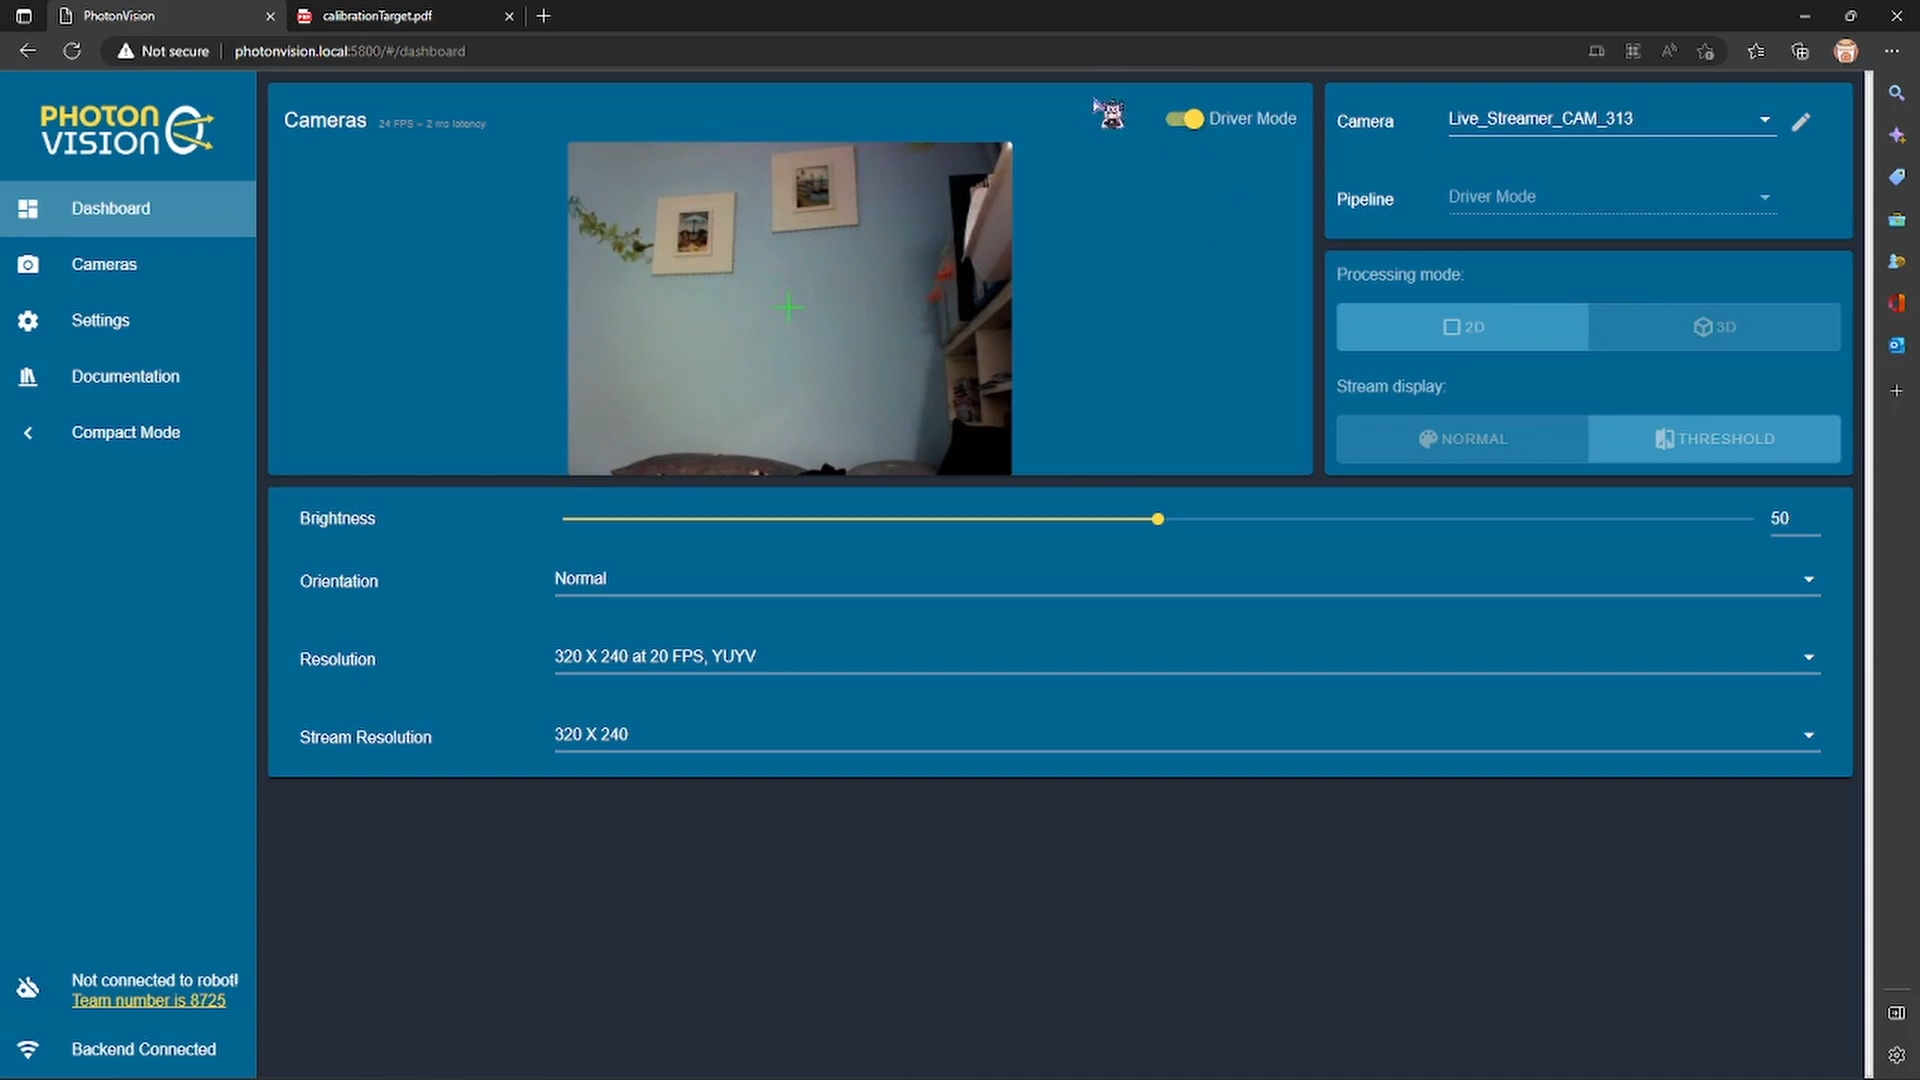 PhotonVision
calibrationTarget.pdf
Not secure
photonvision.local:5800/#/dashboard
PHOTON
VISION
Dashboard
Cameras
Settings
Documentation
Compact Mode
Not connected to robot!
Team number is 8725
Backend Connected
Cameras
24 FPS – 2 ms latency
Driver Mode
Camera
Live_Streamer_CAM_313
Pipeline
Driver Mode
Processing mode:
2D
3D
Stream display:
NORMAL
THRESHOLD
Brightness
50
Orientation
Normal
Resolution
320 X 240 at 20 FPS, YUYV
Stream Resolution
320 X 240